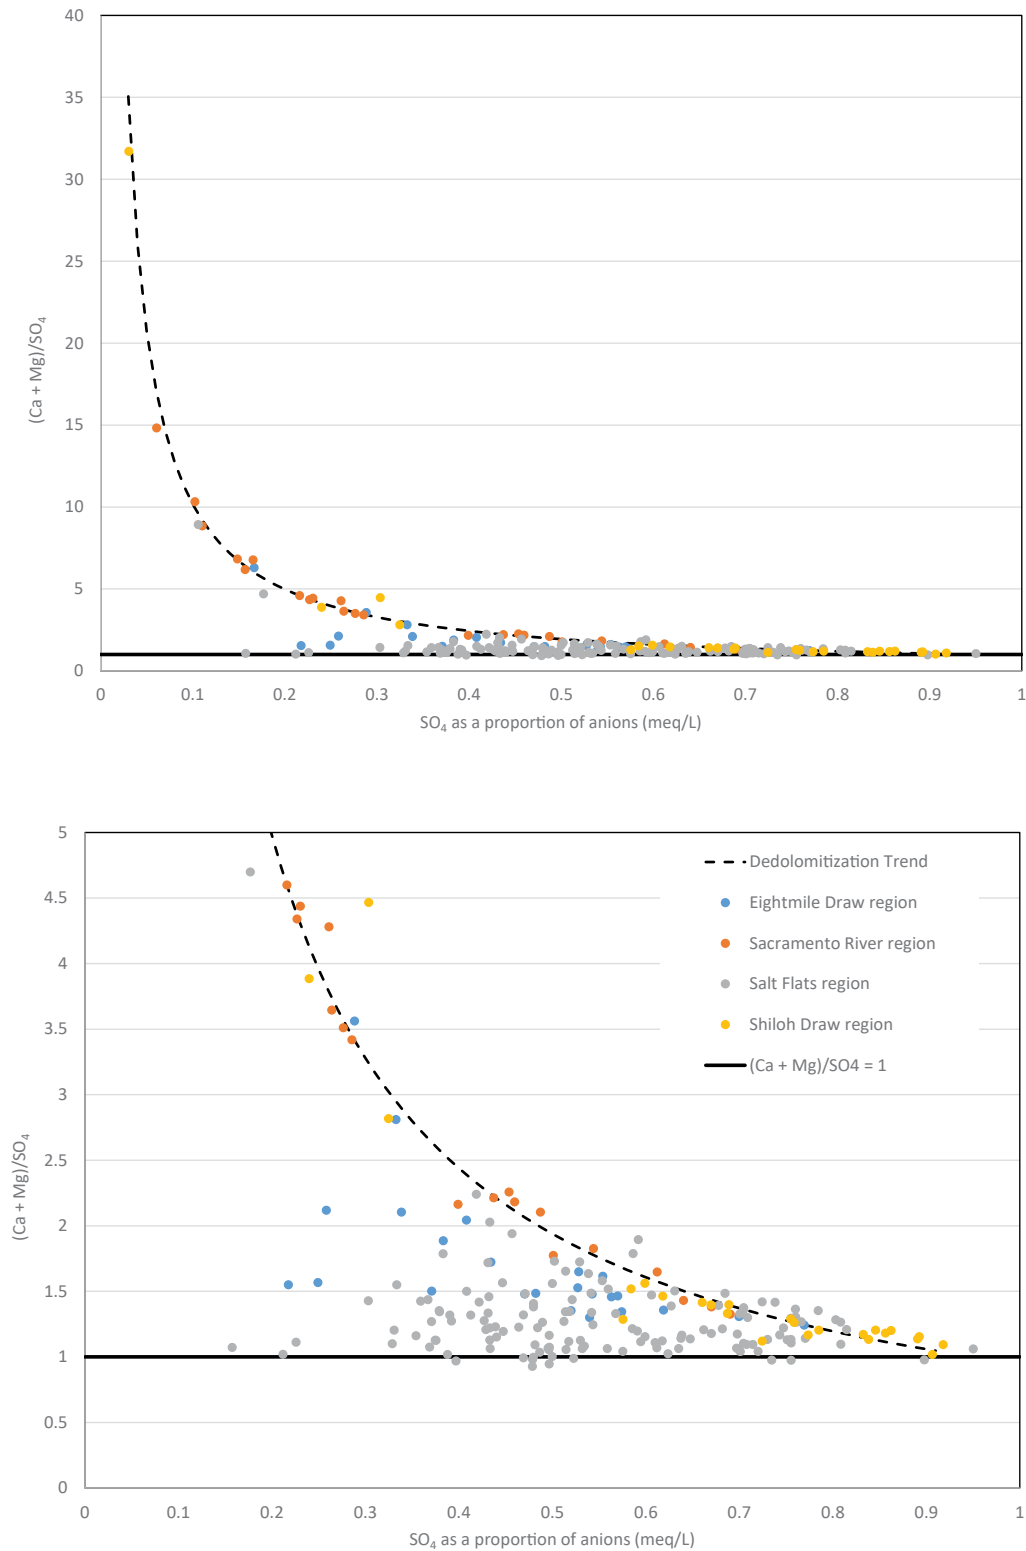 40
35
30
25
20
15
10
5
0
(Ca + Mg)/SO₄
0 0.1 0.2 0.3 0.4 0.5 0.6 0.7 0.8 0.9 1
SO₄ as a proportion of anions (meq/L)
5
4.5
4
3.5
3
2.5
2
1.5
1
0.5
0
(Ca + Mg)/SO₄
Dedolomitization Trend
Eightmile Draw region
Sacramento River region
Salt Flats region
Shiloh Draw region
(Ca + Mg)/SO4 = 1
0 0.1 0.2 0.3 0.4 0.5 0.6 0.7 0.8 0.9 1
SO₄ as a proportion of anions (meq/L)